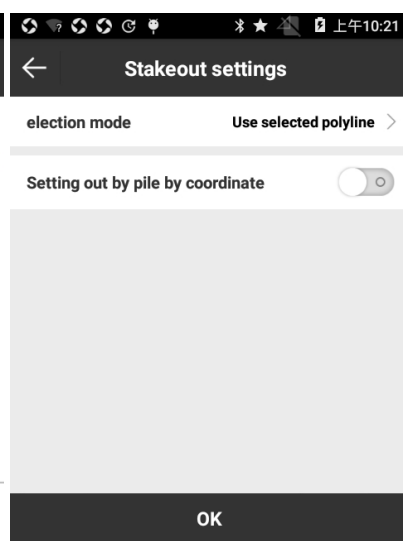 上午10:21
Stakeout settings
election mode Use selected polyline
Setting out by pile by coordinate
OK